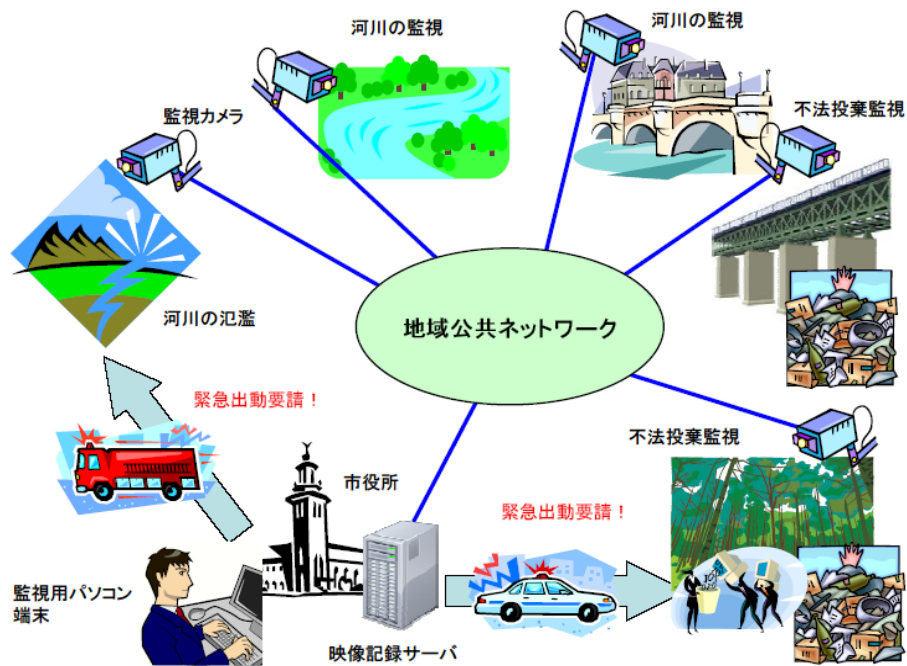 河川の監視
河川の監視
監視カメラ
不法投棄監視
河川の氾濫
地域公共ネットワーク
緊急出動要請！
不法投棄監視
市役所
緊急出動要請！
監視用パソコン
端末
映像記録サーバ